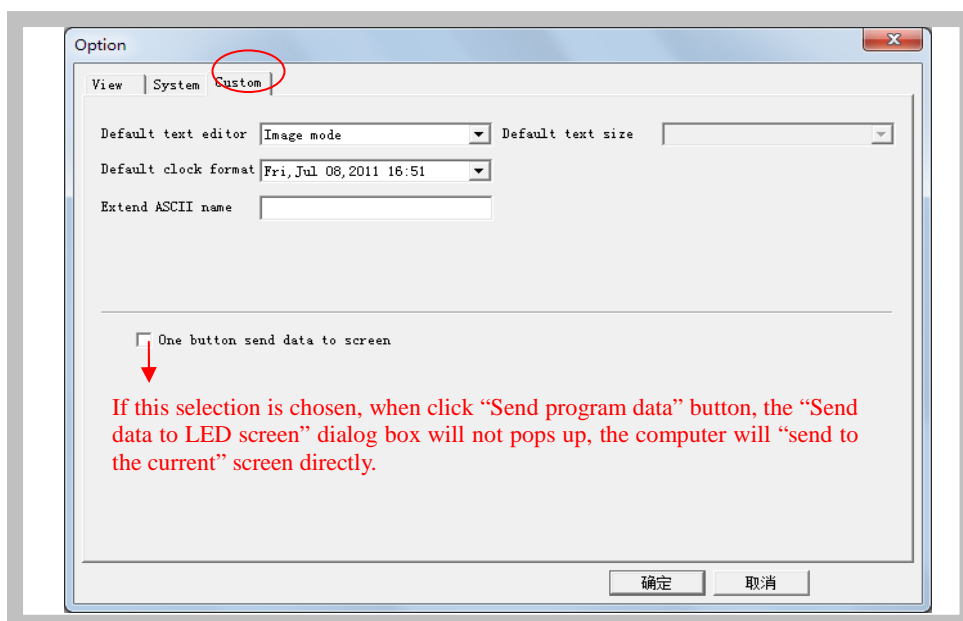 Option
View System Custom
Default text editor Image mode Default text size
Default clock format Fri, Jul 08, 2011 16:51
Extend ASCII name
One button send data to screen
If this selection is chosen, when click “Send program data” button, the “Send
data to LED screen” dialog box will not pops up, the computer will “send to
the current” screen directly.
确定 取消